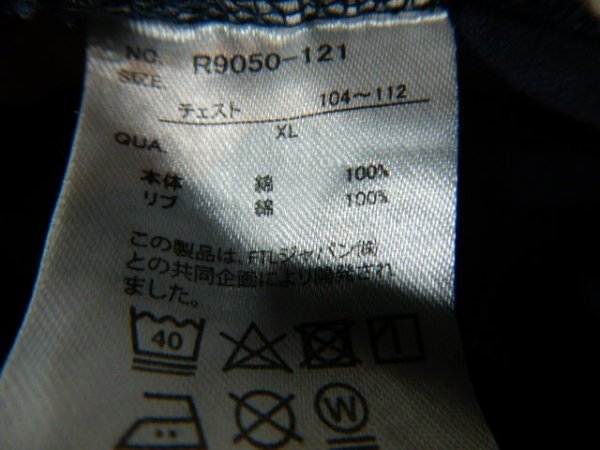 NO. R9050-121
SIZE.
チェスト 104～112
XL
QUA.
本体 綿 100%
リブ 綿 100%
この製品は、FTLジャパン(株)
との共同企画により開発され
ました。
40
W